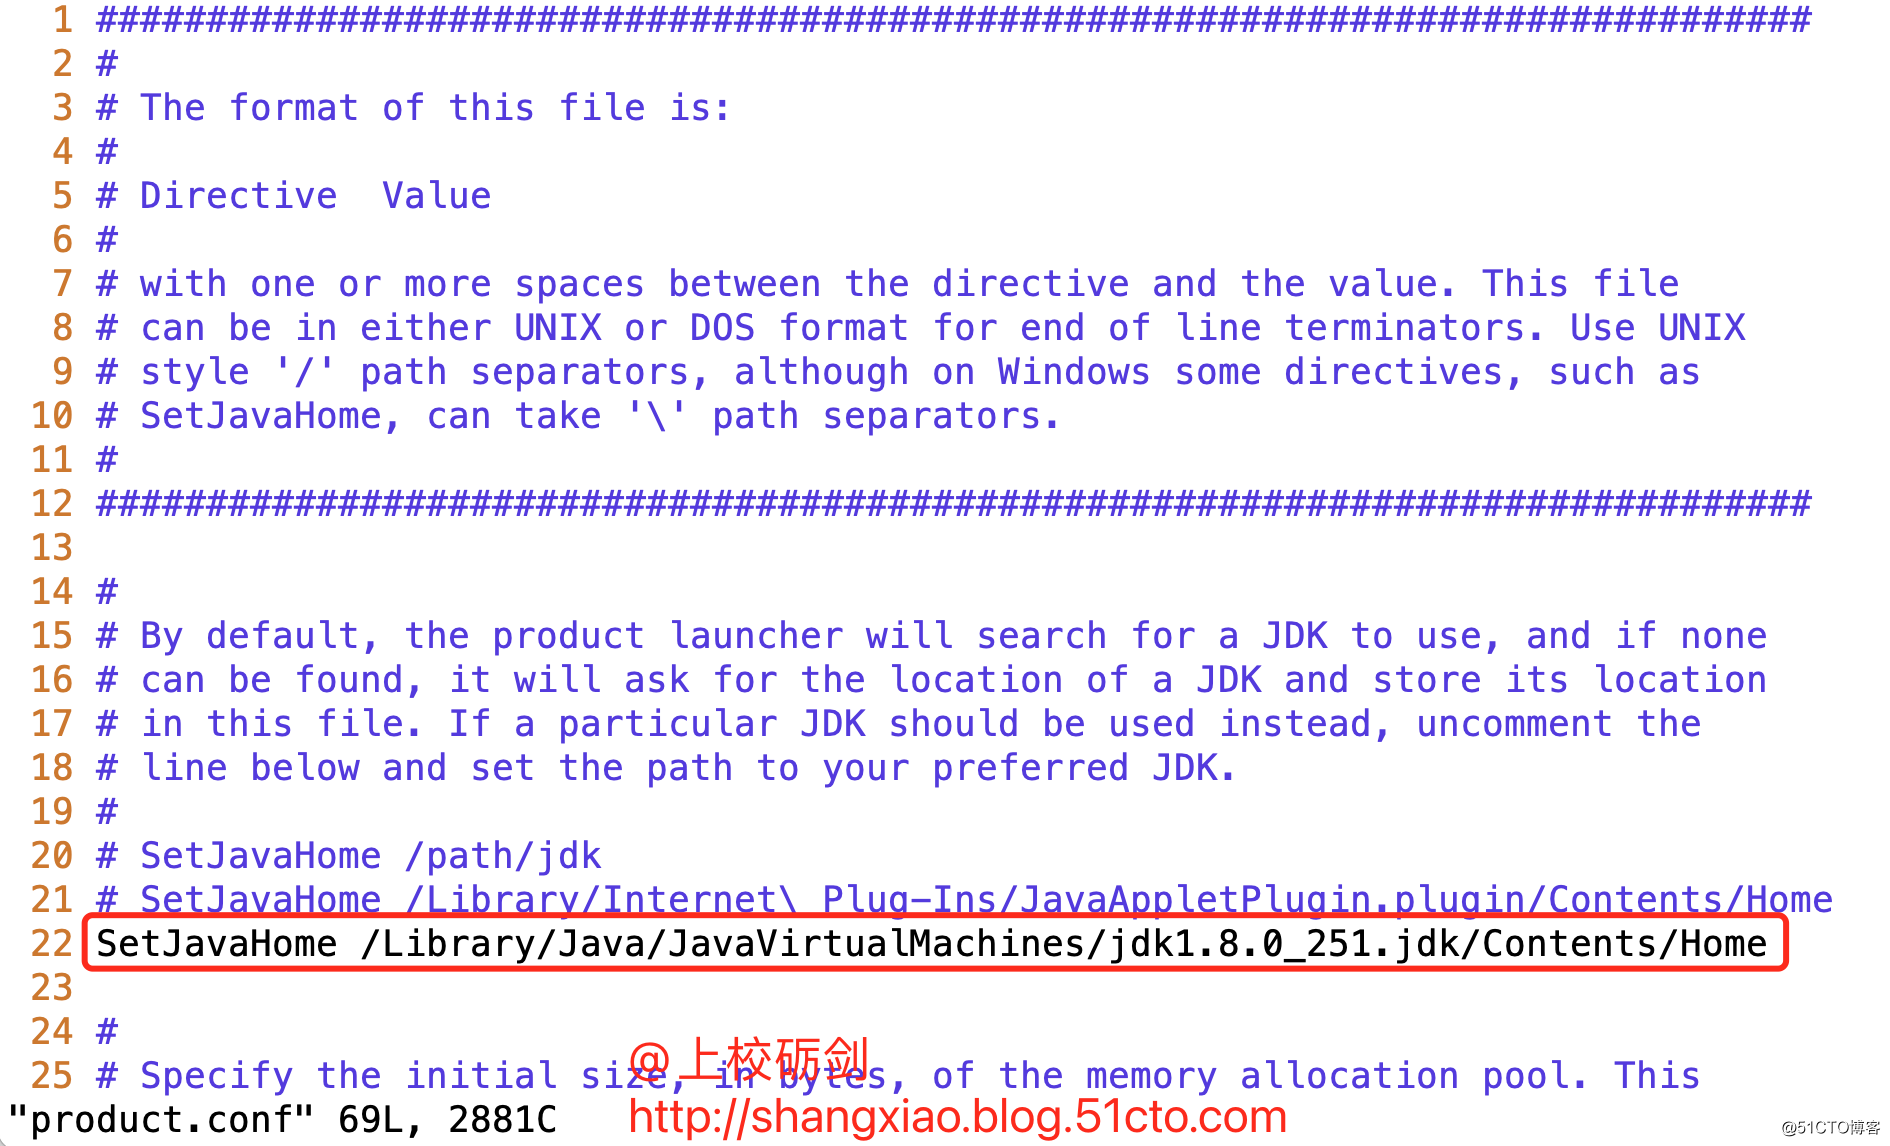 1 ##############################################################################
2 #
3 # The format of this file is:
4 #
5 # Directive  Value
6 #
7 # with one or more spaces between the directive and the value. This file
8 # can be in either UNIX or DOS format for end of line terminators. Use UNIX
9 # style '/' path separators, although on Windows some directives, such as
10 # SetJavaHome, can take '\' path separators.
11 #
12 ##############################################################################
13
14 #
15 # By default, the product launcher will search for a JDK to use, and if none
16 # can be found, it will ask for the location of a JDK and store its location
17 # in this file. If a particular JDK should be used instead, uncomment the
18 # line below and set the path to your preferred JDK.
19 #
20 # SetJavaHome /path/jdk
21 # SetJavaHome /Library/Internet\ Plug-Ins/JavaAppletPlugin.plugin/Contents/Home
22 SetJavaHome /Library/Java/JavaVirtualMachines/jdk1.8.0_251.jdk/Contents/Home
23
24 #
@上校砺剑
25 # Specify the initial size, in bytes, of the memory allocation pool. This
"product.conf" 69L, 2881C
http://shangxiao.blog.51cto.com
@51CTO博客